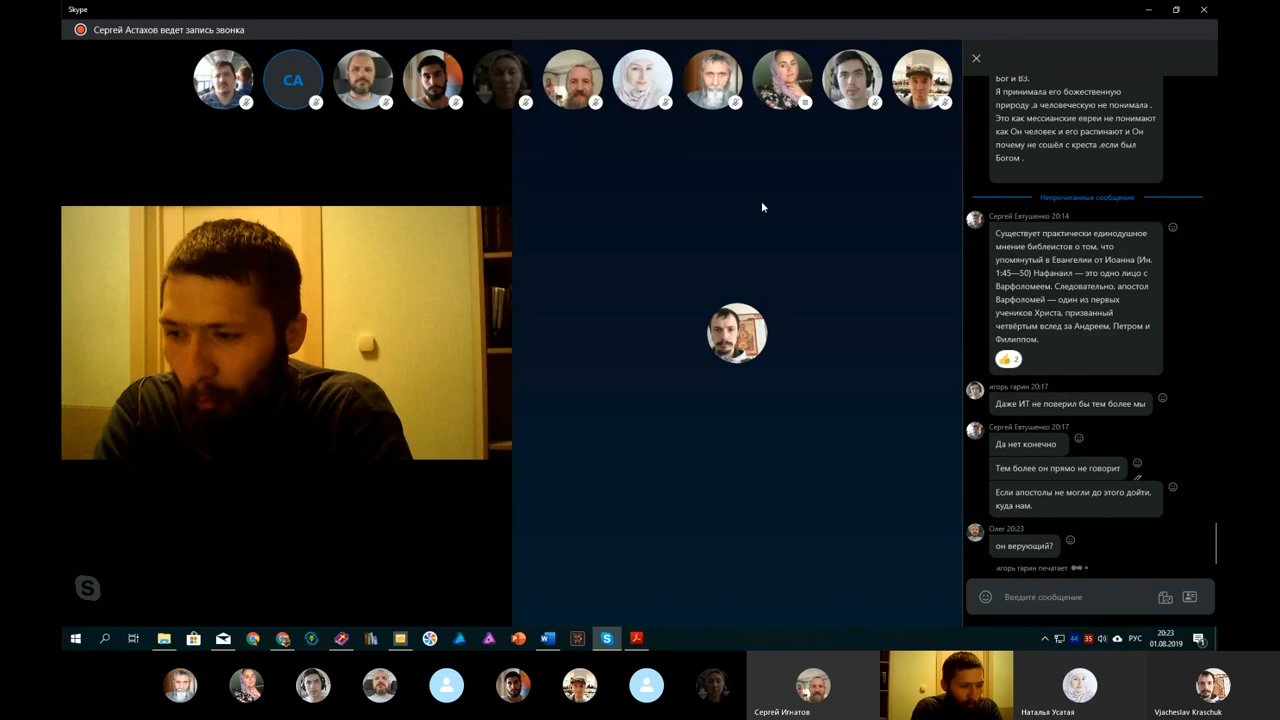 Skype
Сергей Астахов ведет запись звонка
CA
Бог и ВЗ.
Я принимала его божественную
природу ,а человеческую не понимала .
Это как мессианские евреи не понимают
как Он человек и его распинают и Он
почему не сошёл с креста ,если был
Богом .
Непрочитанные сообщения
Сергей Евтушенко 20:14
Существует практически единодушное
мнение библеистов о том, что
упомянутый в Евангелии от Иоанна (Ин.
1:45—50) Нафанаил — это одно лицо с
Варфоломеем. Следовательно, апостол
Варфоломей — один из первых
учеников Христа, призванный
четвёртым вслед за Андреем, Петром и
Филиппом.
2
игорь гарин 20:17
Даже ИТ не поверил бы тем более мы
Сергей Евтушенко 20:17
Да нет конечно
Тем более он прямо не говорит
Если апостолы не могли до этого дойти,
куда нам.
Олег 20:23
он верующий?
игорь гарин печатает
Введите сообщение
44 35 РУС
20:23
01.08.2019
Сергей Игнатов
Наталья Усатая
Vjacheslav Kraschuk